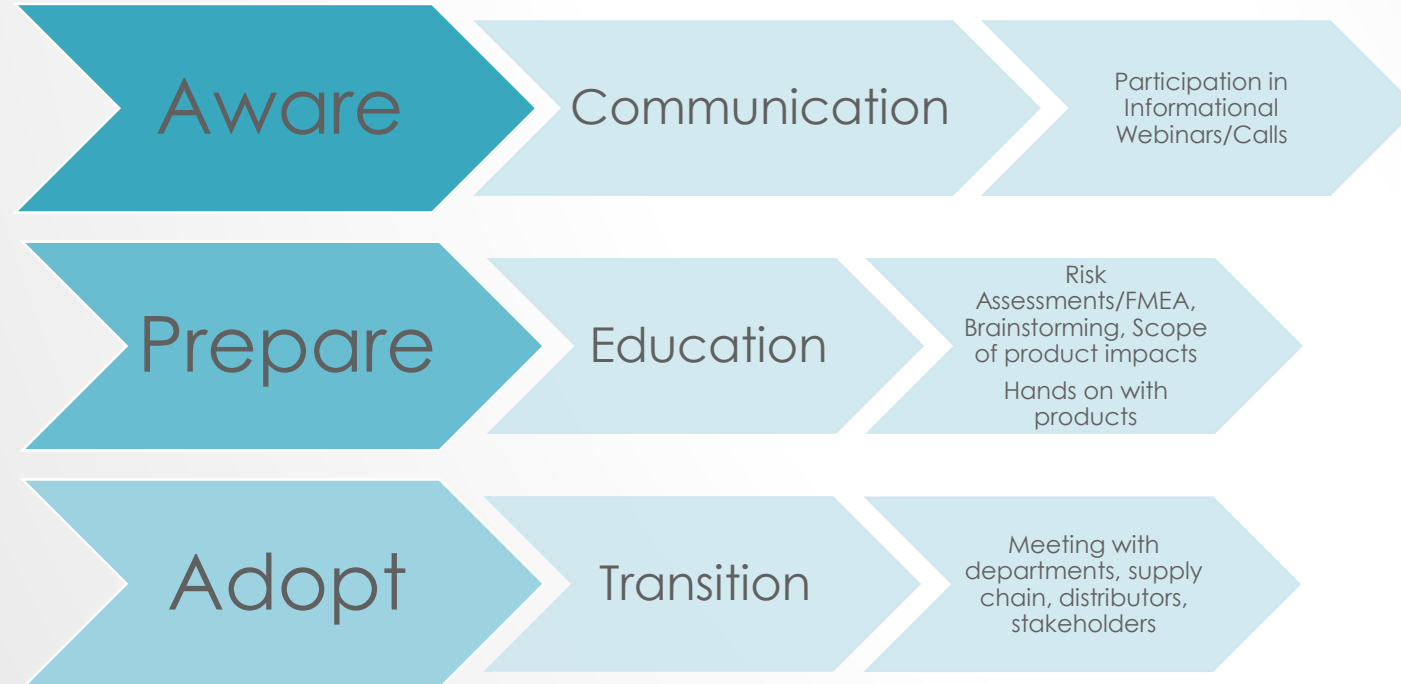 Aware
Communication
Participation in
Informational
Webinars/Calls
Prepare
Education
Risk
Assessments/FMEA,
Brainstorming, Scope
of product impacts
Hands on with
products
Adopt
Transition
Meeting with
departments, supply
chain, distributors,
stakeholders